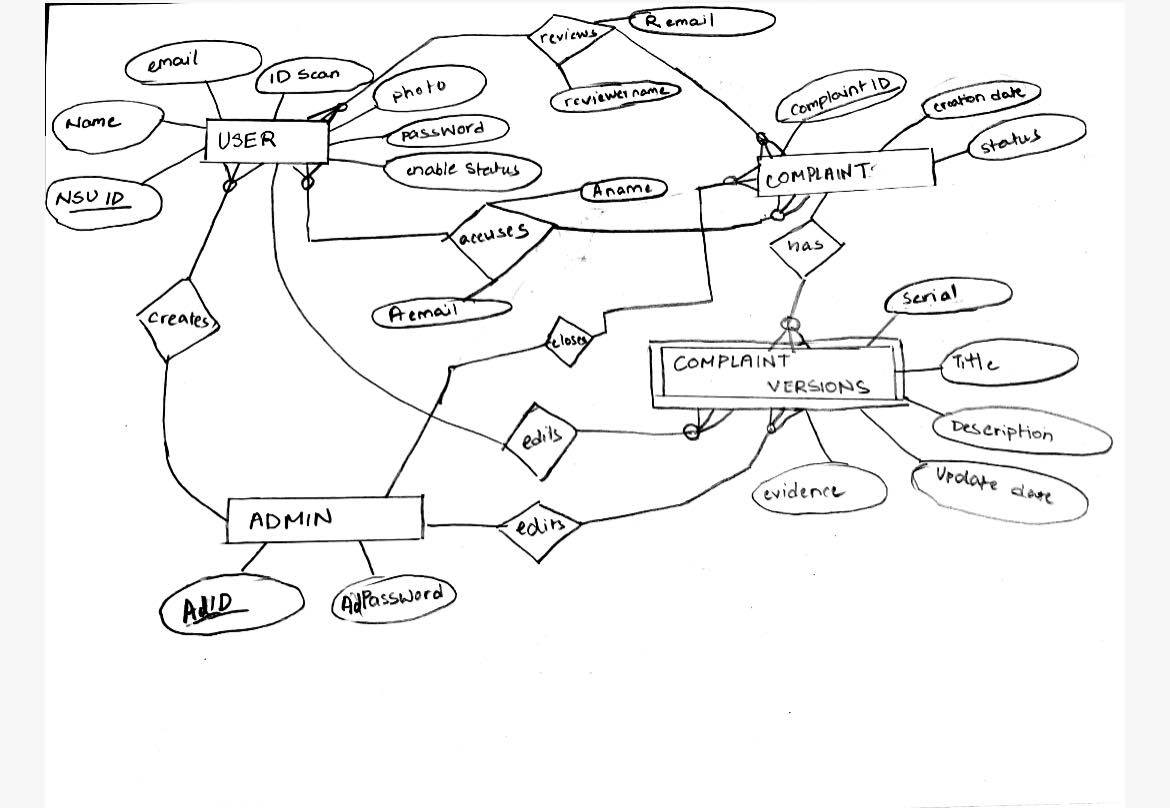 R email
reviews
email
ID Scan
photo
reviewer name
complaint ID
creation date
Name
USER
password
status
enable status
COMPLAINT
NSU ID
Aname
accuses
has
A email
serial
creates
closes
COMPLAINT
VERSIONS
Title
edits
Description
evidence
Update date
ADMIN
edits
AdID
AdPassword